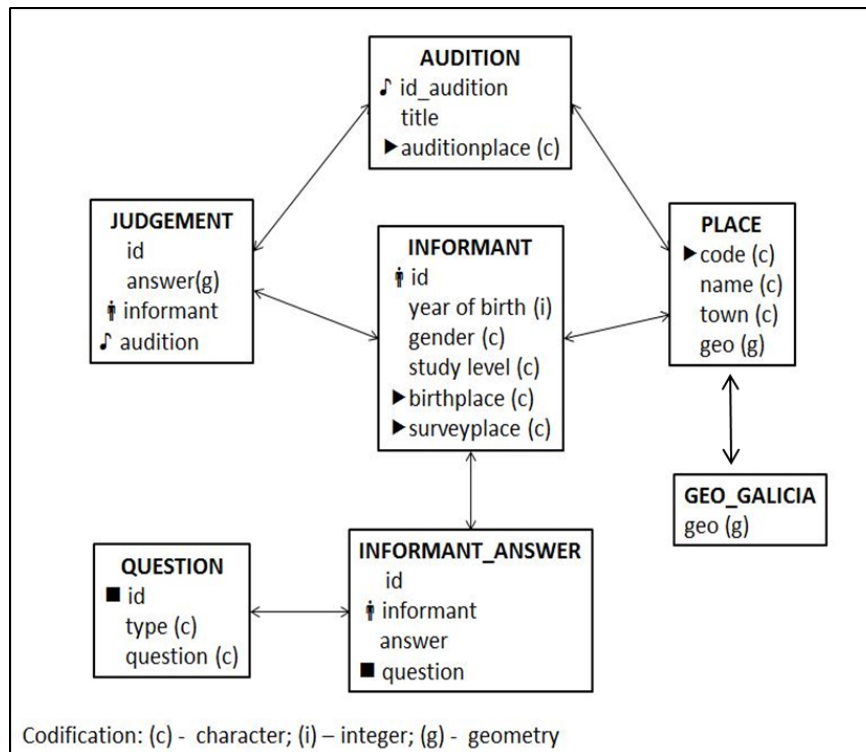 AUDITION
♪ id_audition
title
▶auditionplace (c)
JUDGEMENT
id
answer(g)
informant
♪ audition
INFORMANT
id
year of birth (i)
gender (c)
study level (c)
▶birthplace (c)
▶surveyplace (c)
PLACE
▶code (c)
name (c)
town (c)
geo (g)
GEO_GALICIA
geo (g)
QUESTION
■ id
type (c)
question (c)
INFORMANT_ANSWER
id
informant
answer
■ question
Codification: (c) - character; (i) – integer; (g) - geometry